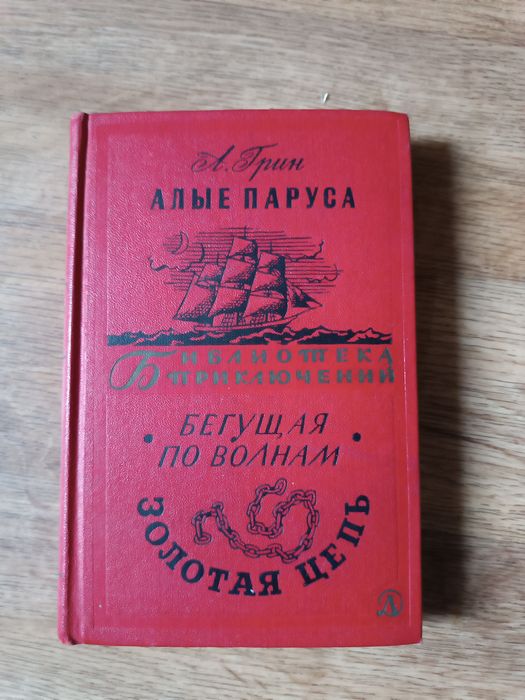 А. Грин
АЛЫЕ ПАРУСА
БИБЛИОТЕКА
ПРИКЛЮЧЕНИЙ
БЕГУЩАЯ
ПО ВОЛНАМ
ЗОЛОТАЯ ЦЕПЬ